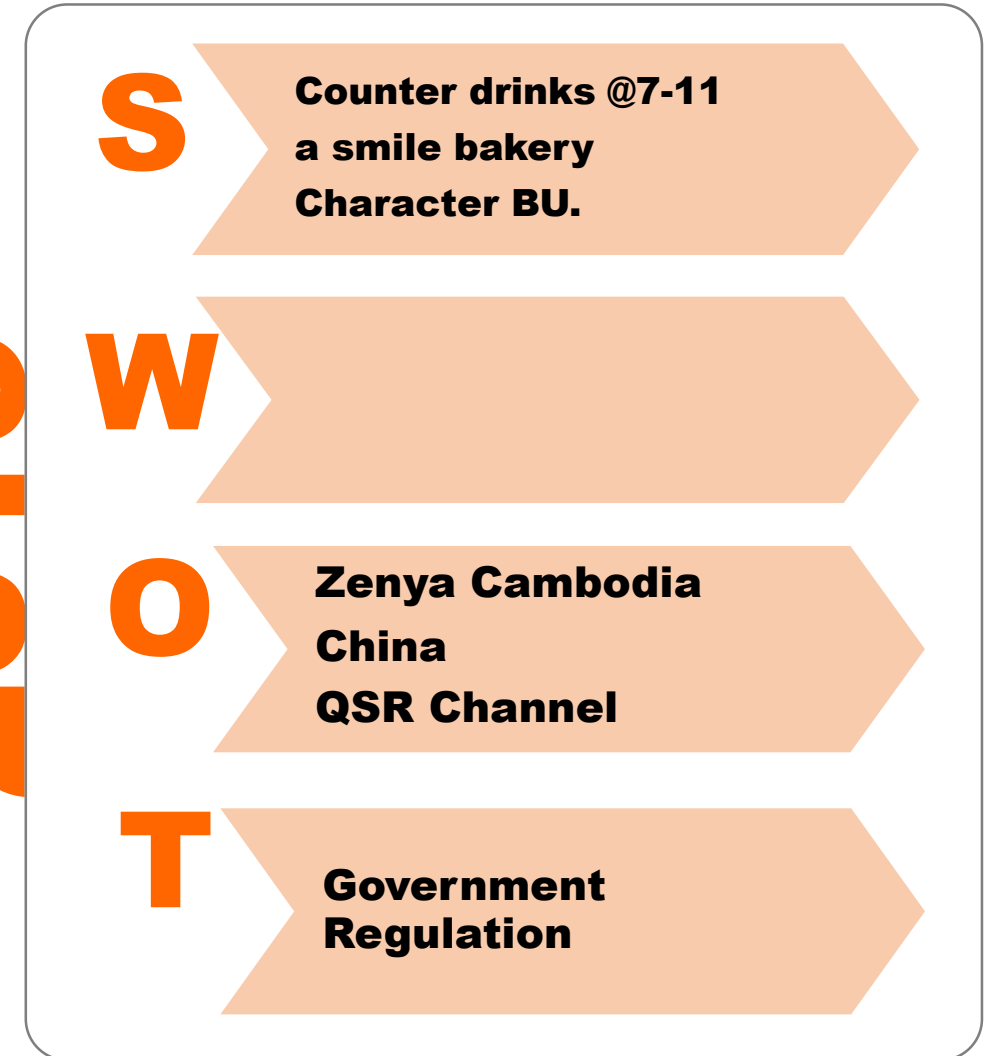 S
Counter drinks @7-11
a smile bakery
Character BU.
W
O
Zenya Cambodia
China
QSR Channel
T
Government
Regulation